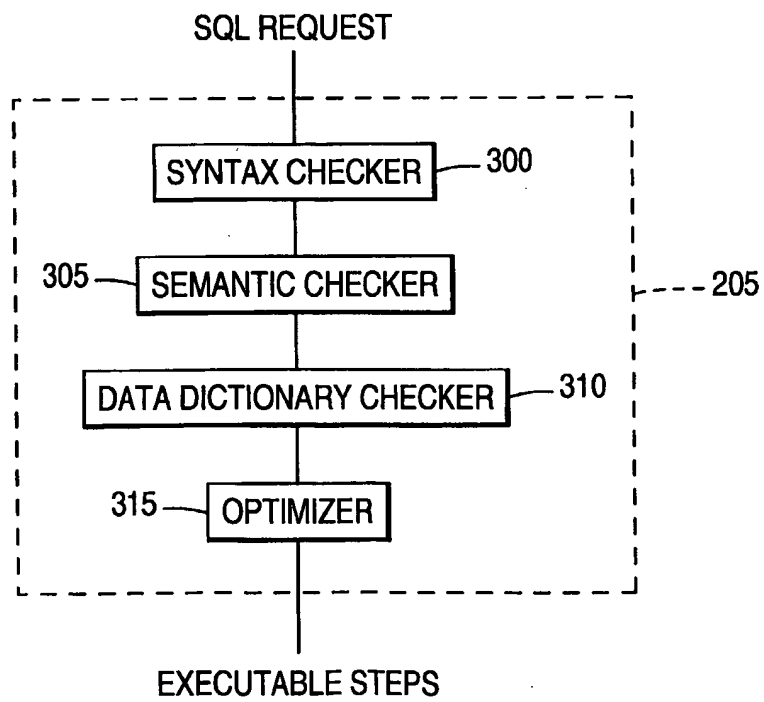 SQL REQUEST
SYNTAX CHECKER 300
305 SEMANTIC CHECKER
205
DATA DICTIONARY CHECKER 310
315 OPTIMIZER
EXECUTABLE STEPS